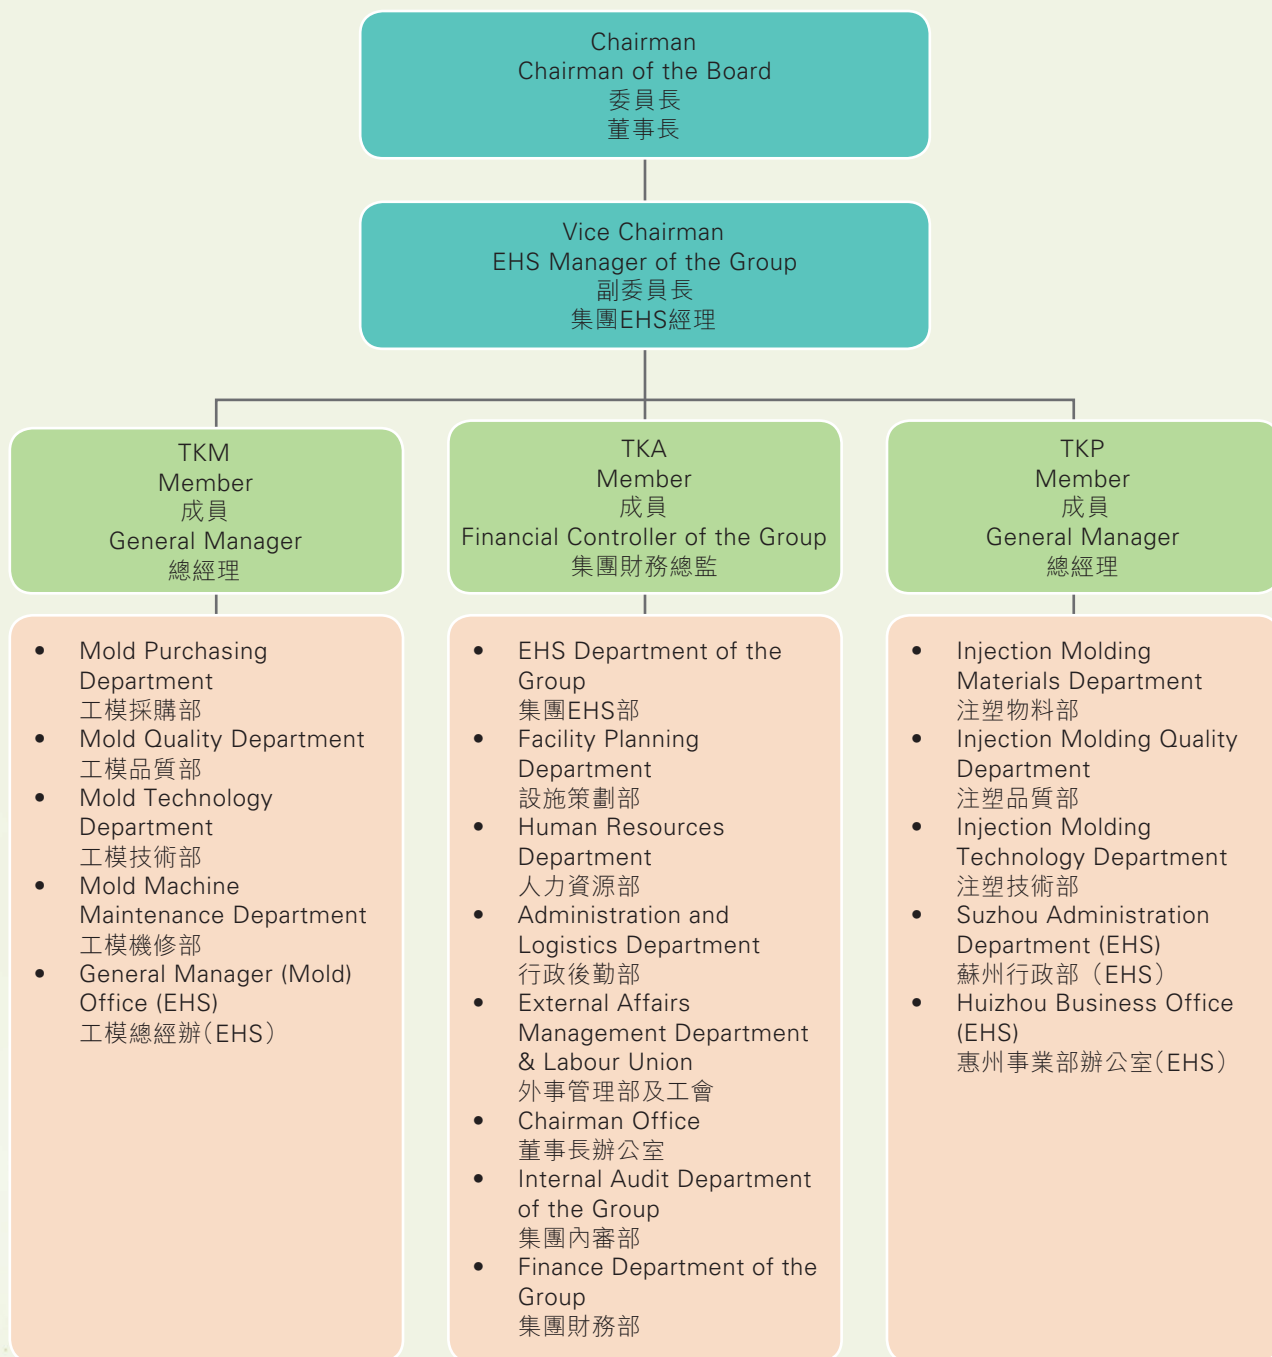 Chairman
Chairman of the Board
委員長
董事長
Vice Chairman
EHS Manager of the Group
副委員長
集團EHS經理
TKM
Member
成員
General Manager
總經理
• Mold Purchasing
Department
工模採購部
• Mold Quality Department
工模品質部
• Mold Technology
Department
工模技術部
• Mold Machine
Maintenance Department
工模機修部
• General Manager (Mold)
Office (EHS)
工模總經辦（EHS）
TKA
Member
成員
Financial Controller of the Group
集團財務總監
• EHS Department of the
Group
集團EHS部
• Facility Planning
Department
設施策劃部
• Human Resources
Department
人力資源部
• Administration and
Logistics Department
行政後勤部
• External Affairs
Management Department
& Labour Union
外事管理部及工會
• Chairman Office
董事長辦公室
• Internal Audit Department
of the Group
集團內審部
• Finance Department of the
Group
集團財務部
TKP
Member
成員
General Manager
總經理
• Injection Molding
Materials Department
注塑物料部
• Injection Molding Quality
Department
注塑品質部
• Injection Molding
Technology Department
注塑技術部
• Suzhou Administration
Department (EHS)
蘇州行政部（EHS）
• Huizhou Business Office
(EHS)
惠州事業部辦公室（EHS）